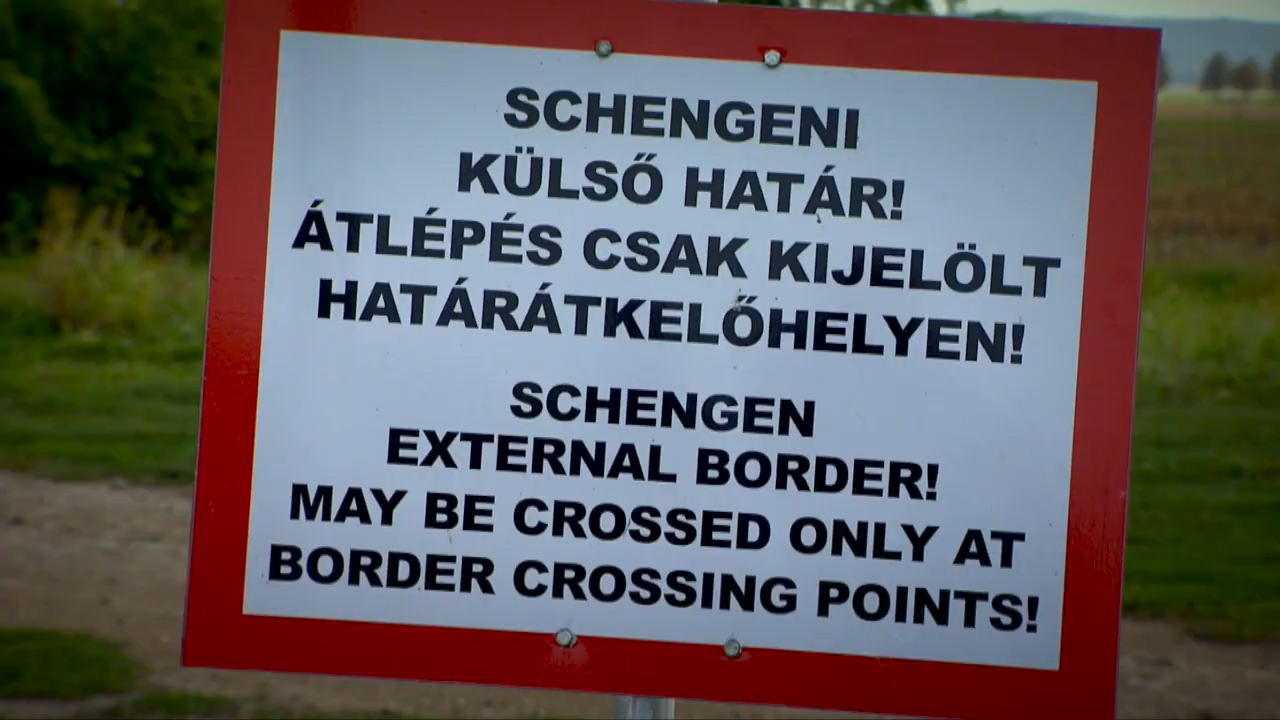 SCHENGENI
KÜLSŐ HATÁR!
ÁTLÉPÉS CSAK KIJELÖLT
HATÁRÁTKELŐHELYEN!
SCHENGEN
EXTERNAL BORDER!
MAY BE CROSSED ONLY AT
BORDER CROSSING POINTS!